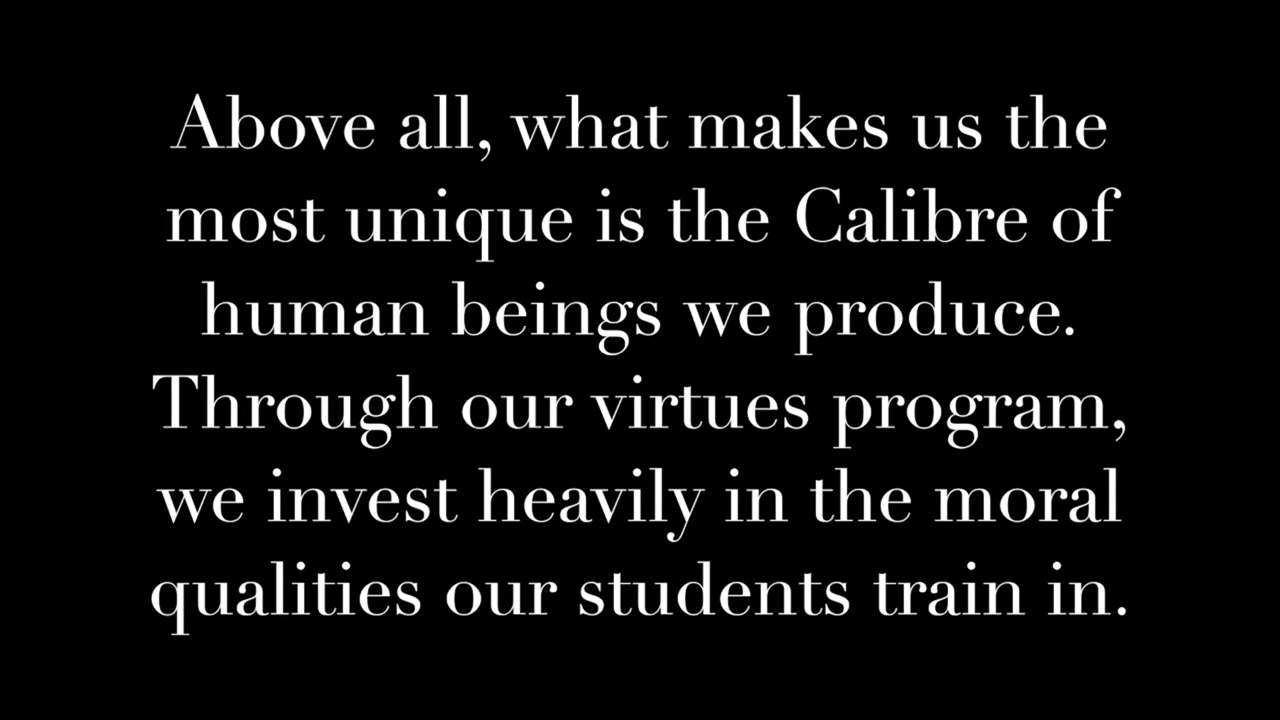 Above all, what makes us the
most unique is the Calibre of
human beings we produce.
Through our virtues program,
we invest heavily in the moral
qualities our students train in.